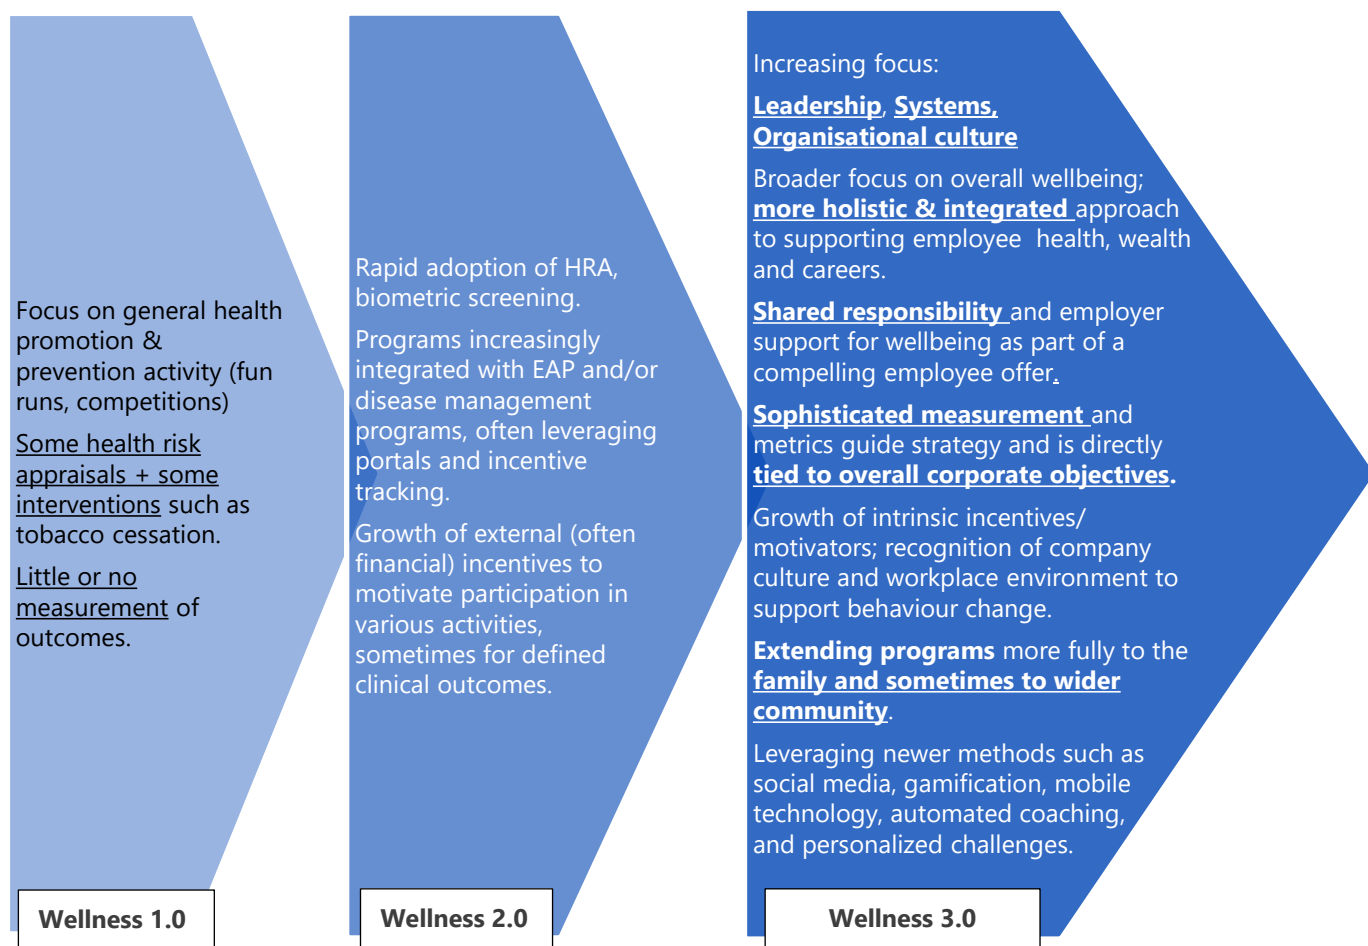 Focus on general health
promotion &
prevention activity (fun
runs, competitions)
Some health risk
appraisals + some
interventions such as
tobacco cessation.
Little or no
measurement of
outcomes.
Wellness 1.0
Rapid adoption of HRA,
biometric screening.
Programs increasingly
integrated with EAP and/or
disease management
programs, often leveraging
portals and incentive
tracking.
Growth of external (often
financial) incentives to
motivate participation in
various activities,
sometimes for defined
clinical outcomes.
Wellness 2.0
Increasing focus:
Leadership, Systems,
Organisational culture
Broader focus on overall wellbeing;
more holistic & integrated approach
to supporting employee  health, wealth
and careers.
Shared responsibility and employer
support for wellbeing as part of a
compelling employee offer.
Sophisticated measurement and
metrics guide strategy and is directly
tied to overall corporate objectives.
Growth of intrinsic incentives/
motivators; recognition of company
culture and workplace environment to
support behaviour change.
Extending programs more fully to the
family and sometimes to wider
community.
Leveraging newer methods such as
social media, gamification, mobile
technology, automated coaching,
and personalized challenges.
Wellness 3.0